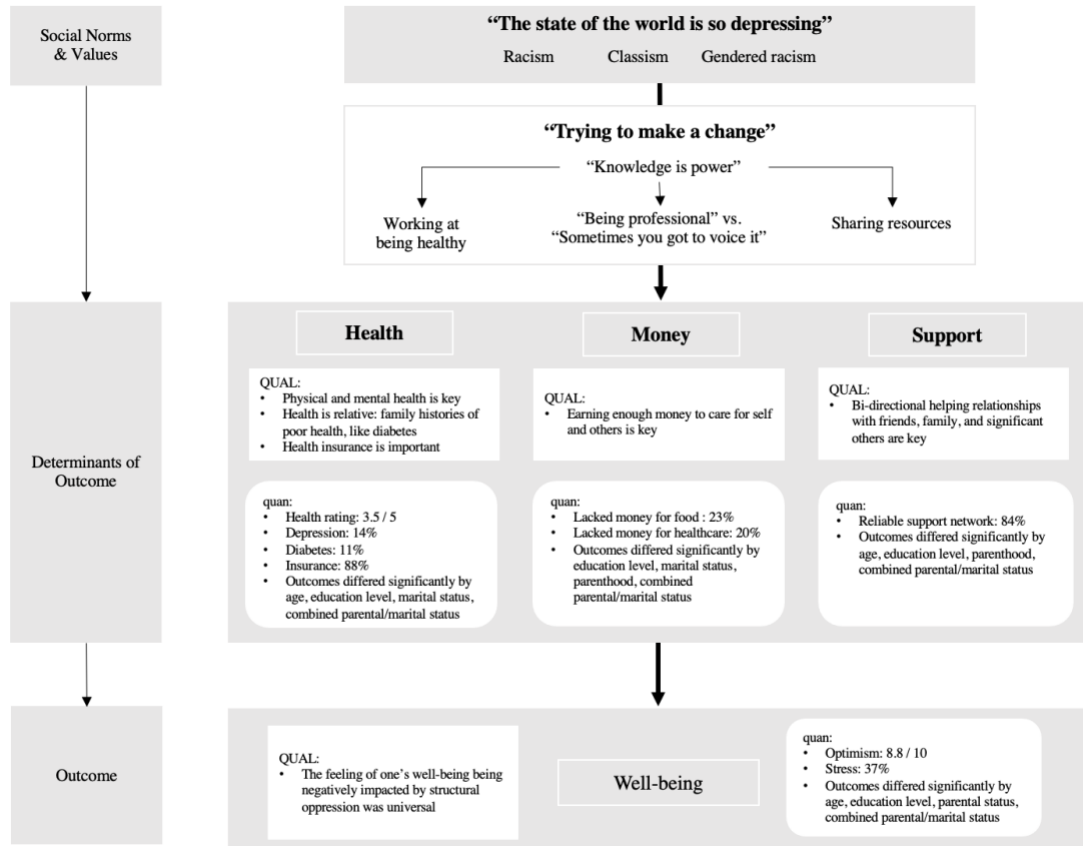 Social Norms
& Values
“The state of the world is so depressing”
Racism Classism Gendered racism
“Trying to make a change”
“Knowledge is power”
Working at
being healthy
“Being professional” vs.
“Sometimes you got to voice it”
Sharing resources
Determinants of
Outcome
Health
QUAL:
• Physical and mental health is key
• Health is relative: family histories of
poor health, like diabetes
• Health insurance is important
quan:
• Health rating: 3.5 / 5
• Depression: 14%
• Diabetes: 11%
• Insurance: 88%
• Outcomes differed significantly by
age, education level, marital status,
combined parental/marital status
Money
QUAL:
• Earning enough money to care for self
and others is key
quan:
• Lacked money for food : 23%
• Lacked money for healthcare: 20%
• Outcomes differed significantly by
education level, marital status,
parenthood, combined
parental/marital status
Support
QUAL:
• Bi-directional helping relationships
with friends, family, and significant
others are key
quan:
• Reliable support network: 84%
• Outcomes differed significantly by
age, education level, parenthood,
combined parental/marital status
Outcome
QUAL:
• The feeling of one’s well-being being
negatively impacted by structural
oppression was universal
Well-being
quan:
• Optimism: 8.8 / 10
• Stress: 37%
• Outcomes differed significantly by
age, education level, parental status,
combined parental/marital status